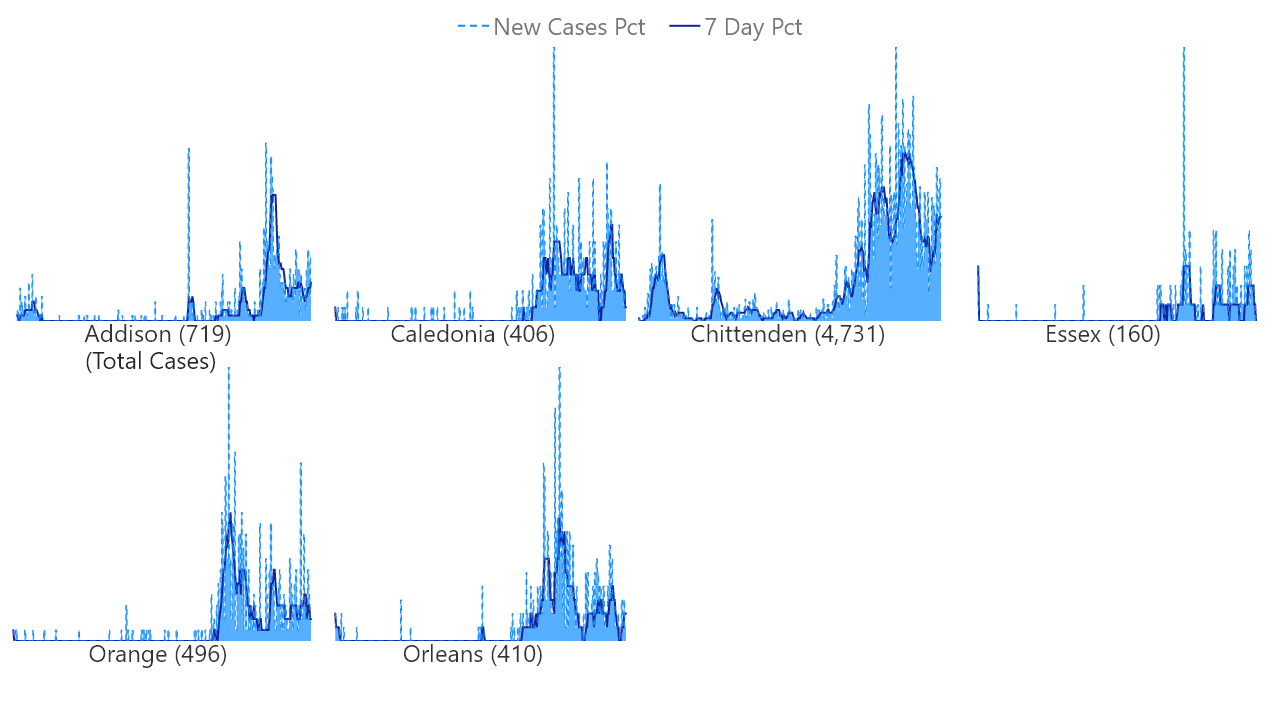 New Cases Pct 7 Day Pct
Addison (719)
(Total Cases)
Caledonia (406)
Chittenden (4,731)
Essex (160)
Orange (496)
Orleans (410)